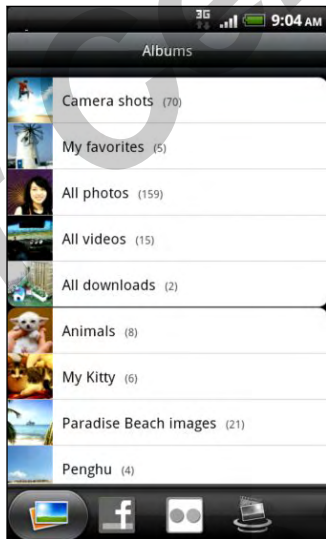 3G 9:04 AM
Albums
Camera shots (70)
My favorites (5)
All photos (159)
All videos (15)
All downloads (2)
Animals (8)
My Kitty (6)
Paradise Beach images (21)
Penghu (4)
f